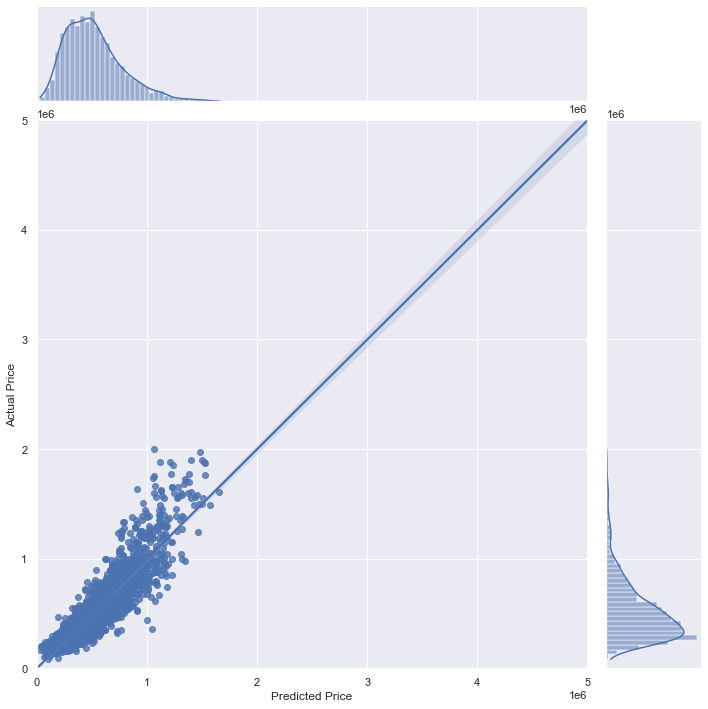 1e6
1e6
1e6
5
4
3
2
1
0
Actual Price
0 1 2 3 4 5
Predicted Price
1e6